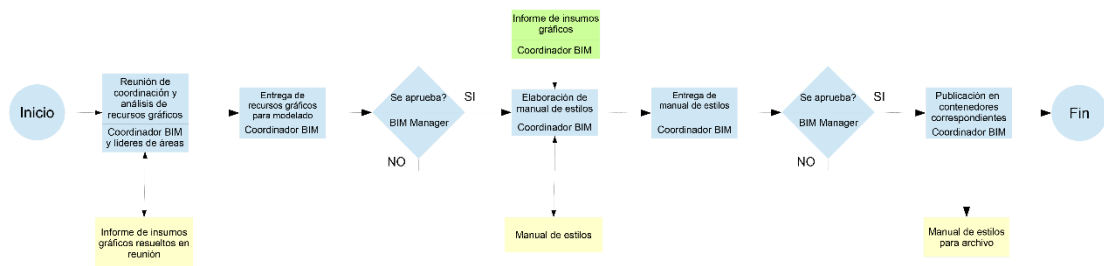 Inicio
Reunión de
coordinación y
análisis de
recursos gráficos
Coordinador BIM
y lideres de áreas
Informe de insumos
gráficos resueltos en
reunión
Entrega de
recursos gráficos
para modelado
Coordinador BIM
Se aprueba?
BIM Manager
SI
NO
Informe de insumos
gráficos
Coordinador BIM
Elaboración de
manual de estilos
Coordinador BIM
Manual de estilos
Entrega de
manual de estilos
Coordinador BIM
Se aprueba?
BIM Manager
SI
NO
Publicación en
contenedores
correspondientes
Coordinador BIM
Manual de estilos
para archivo
Fin